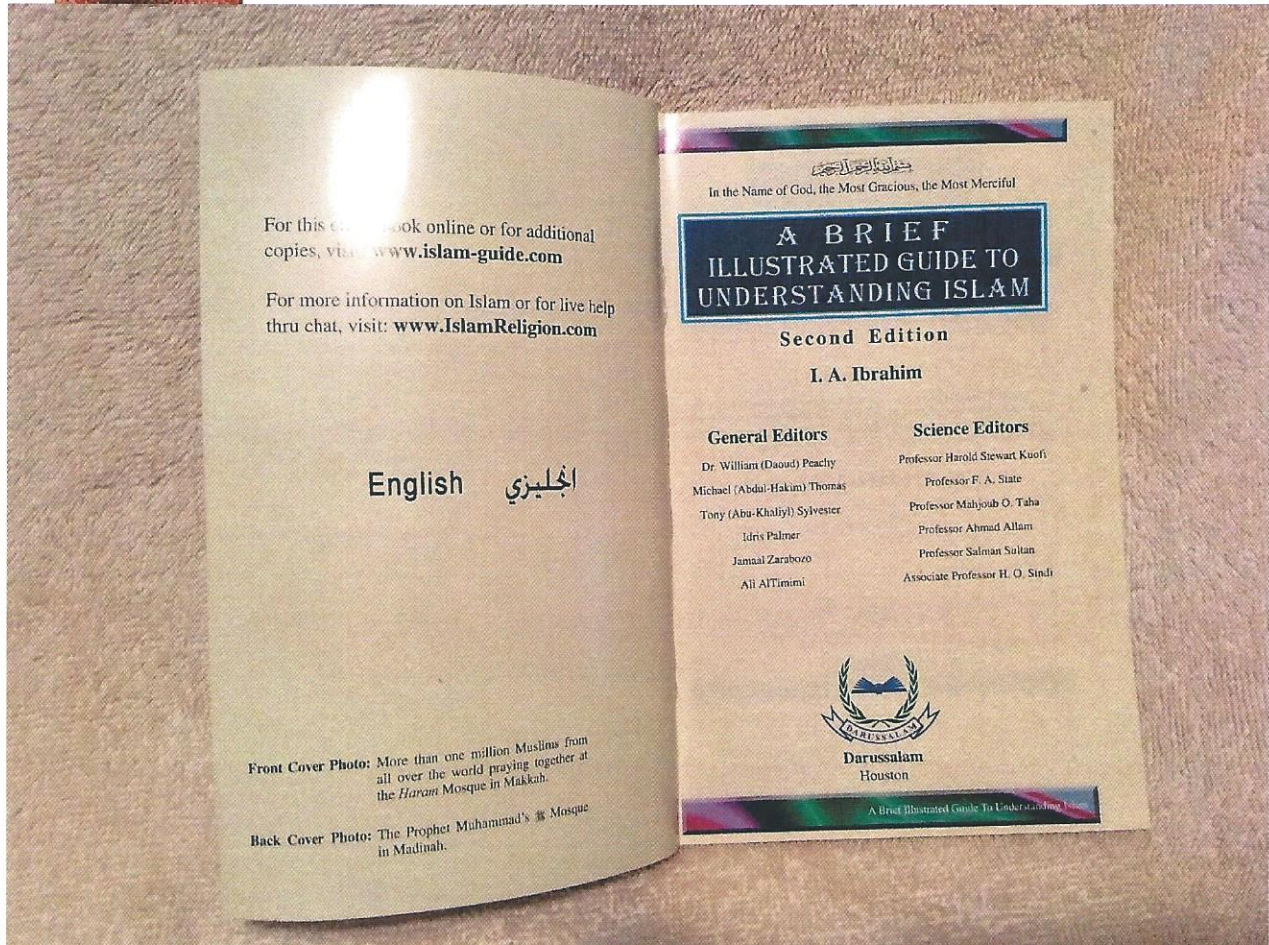 For this ook online or for additional
copies, www.islam-guide.com
For more information on Islam or for live help
thru chat, visit: www.IslamReligion.com
English انجليزي
Front Cover Photo: More than one million Muslims from
all over the world praying together at
the Haram Mosque in Makkah.
Back Cover Photo: The Prophet Muhammad's ﷺ Mosque
in Madinah.
بسم الله الرحمن الرحيم
In the Name of God, the Most Gracious, the Most Merciful
A BRIEF
ILLUSTRATED GUIDE TO
UNDERSTANDING ISLAM
Second Edition
I. A. Ibrahim
General Editors
Dr. William (Daoud) Peachy
Michael (Abdul-Hakim) Thomas
Tony (Abu-Khaliyl) Sylvester
Idris Palmer
Jamaal Zarabozo
Ali AlTimimi
Science Editors
Professor Harold Stewart Kuofi
Professor F. A. State
Professor Mahjoub O. Taha
Professor Ahmad Allam
Professor Salman Sultan
Associate Professor H. O. Sindi
DARUSSALAM
Darussalam
Houston
A Brief Illustrated Guide To Understanding Islam